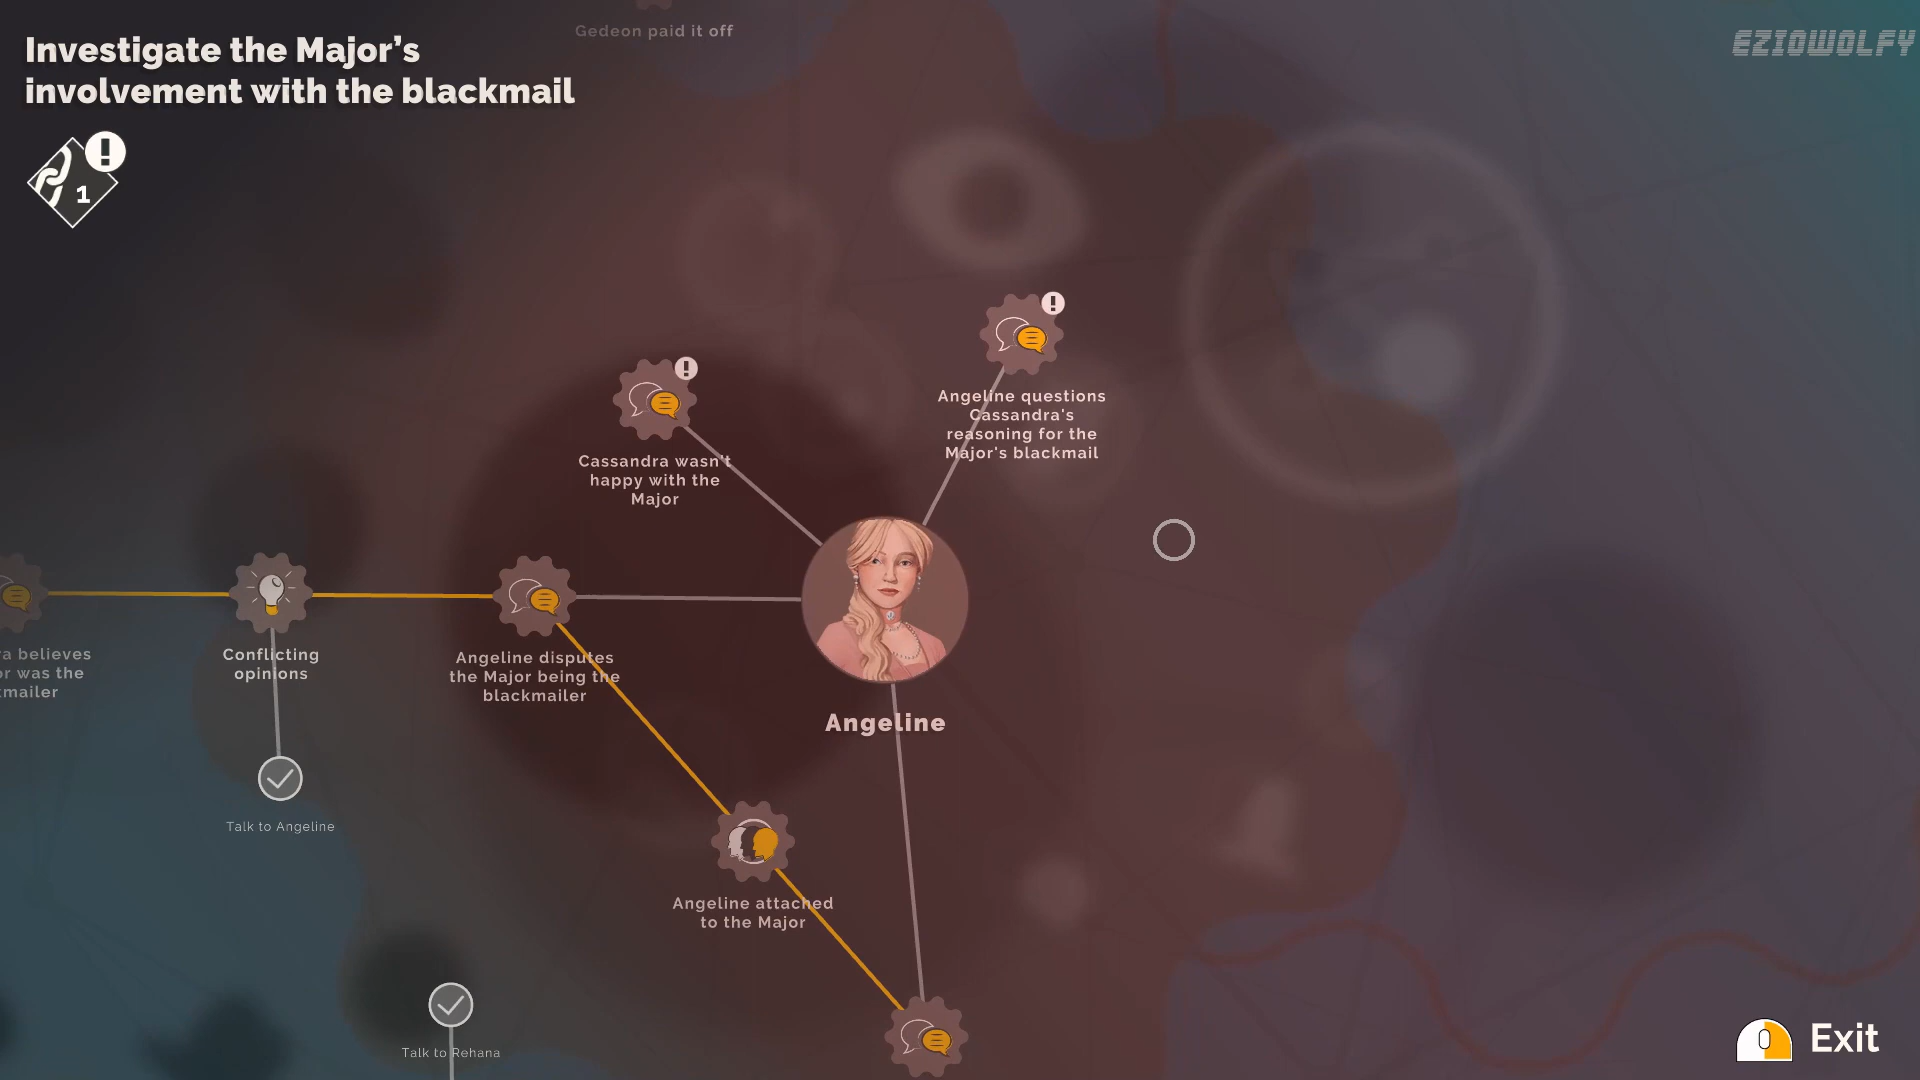 Gedeon paid it off
Investigate the Major's
involvement with the blackmail
EZIOWOLFY
1
Angeline questions
Cassandra's
reasoning for the
Major's blackmail
Cassandra wasn't
happy with the
Major
Conflicting
opinions
Angeline disputes
the Major being the
blackmailer
believes
was the
Angeline
Talk to Angeline
Angeline attached
to the Major
Talk to Rehana
Exit